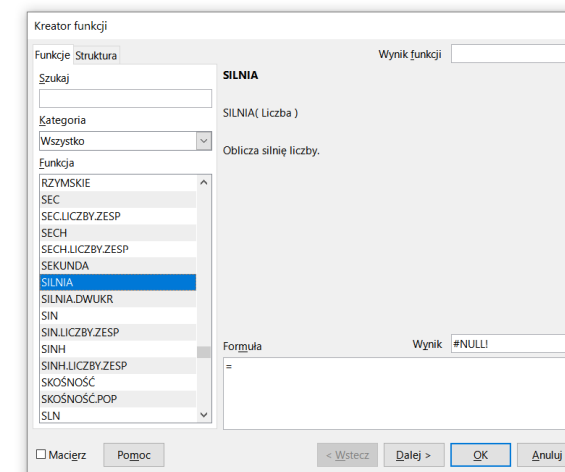 Kreator funkcji
Funkcje Struktura
Wynik funkcji
Szukaj
SILNIA
Kategoria
SILNIA( Liczba )
Wszystko
Oblicza silnię liczby.
Funkcja
RZYMSKIE
SEC
SEC.LICZBY.ZESP
SECH
SECH.LICZBY.ZESP
SEKUNDA
SILNIA
SILNIA.DWUKR
SIN
SIN.LICZBY.ZESP
SINH
SINH.LICZBY.ZESP
SKOŚNOŚĆ
SKOŚNOŚĆ.POP
SLN
Formuła
Wynik #NULL!
=
Macierz Pomoc < Wstecz Dalej > OK Anuluj